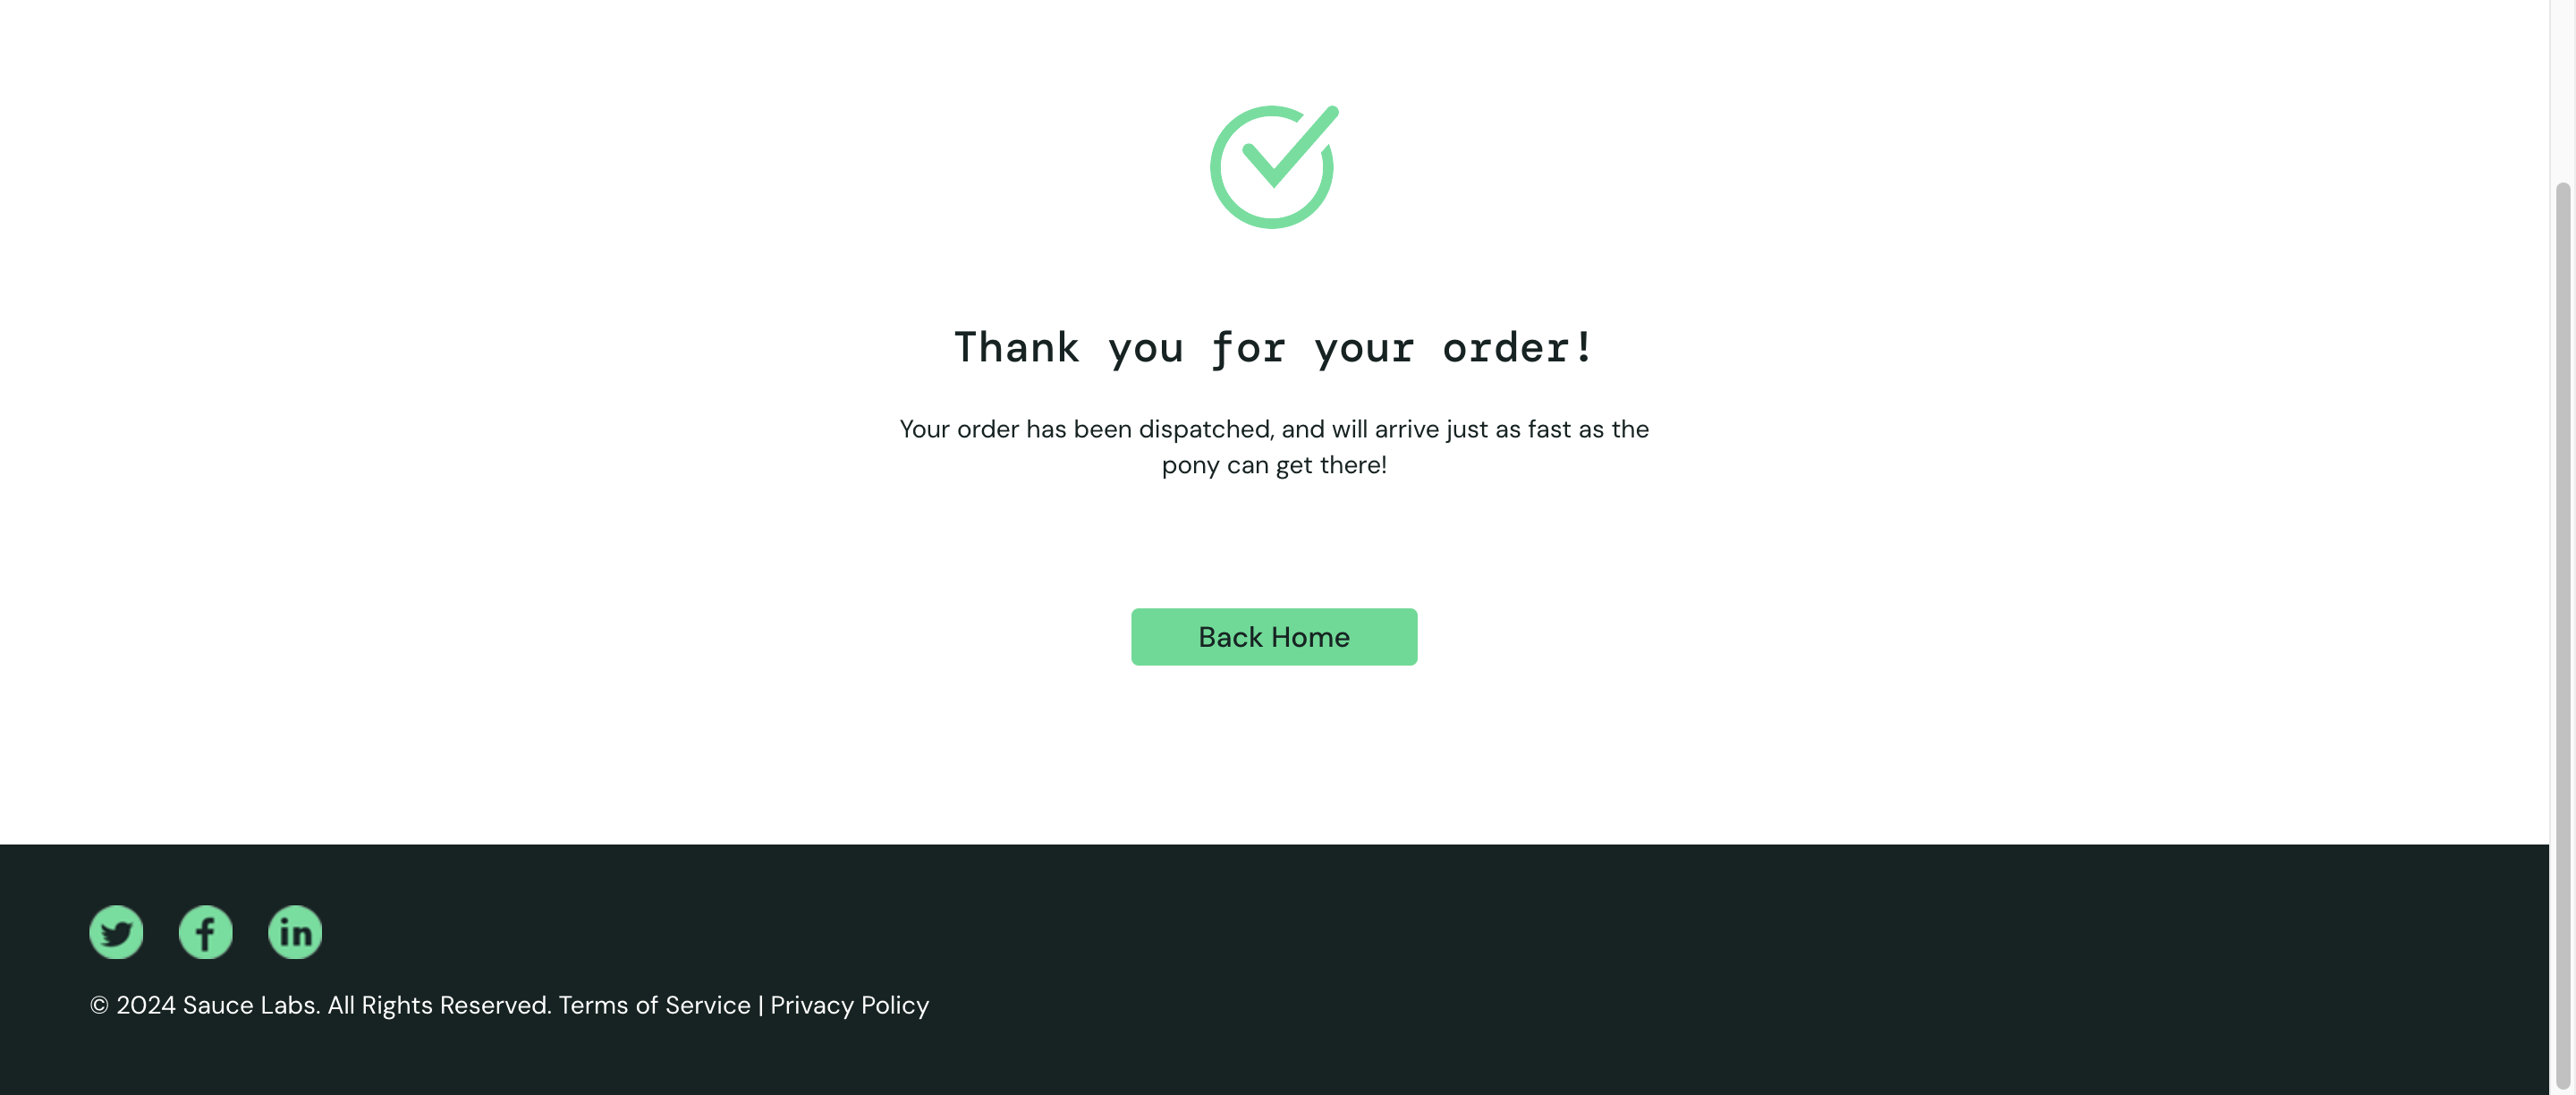 Thank you for your order!
Your order has been dispatched, and will arrive just as fast as the
pony can get there!
Back Home
© 2024 Sauce Labs. All Rights Reserved. Terms of Service | Privacy Policy